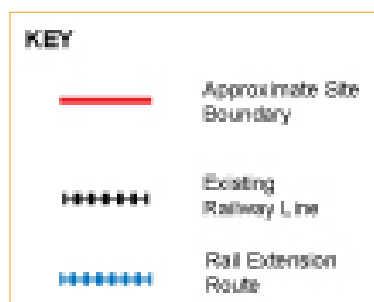 KEY
Approximate Site
Boundary
Existing
Railway Line
Rail Extension
Route